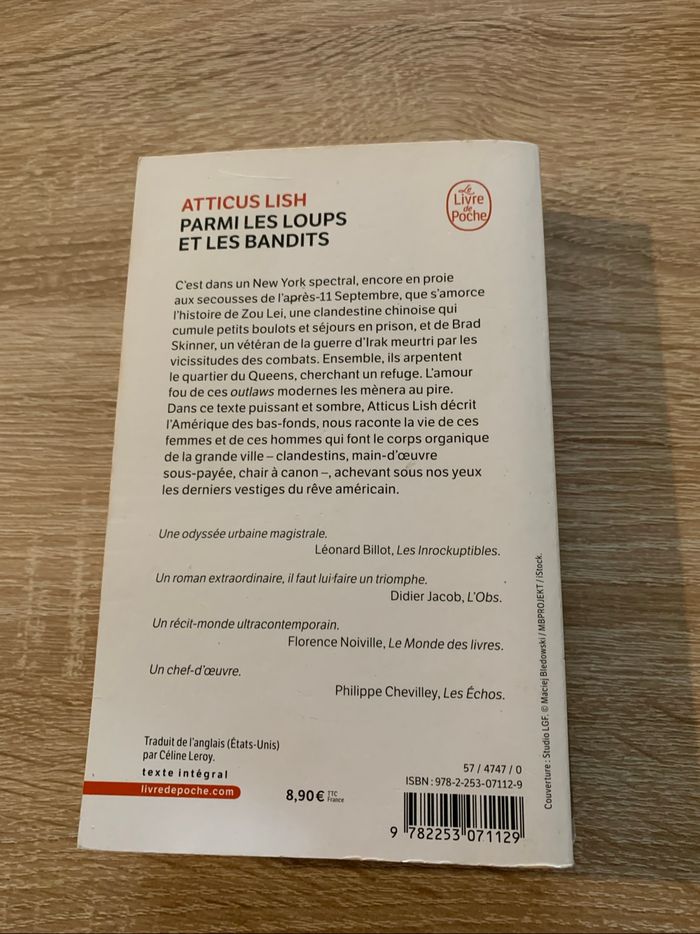 ATTICUS LISH
PARMI LES LOUPS
ET LES BANDITS
Le
Livre
de
Poche
C'est dans un New York spectral, encore en proie
aux secousses de l'après-11 Septembre, que s'amorce
l'histoire de Zou Lei, une clandestine chinoise qui
cumule petits boulots et séjours en prison, et de Brad
Skinner, un vétéran de la guerre d'Irak meurtri par les
vicissitudes des combats. Ensemble, ils arpentent
le quartier du Queens, cherchant un refuge. L'amour
fou de ces outlaws modernes les mènera au pire.
Dans ce texte puissant et sombre, Atticus Lish décrit
l'Amérique des bas-fonds, nous raconte la vie de ces
femmes et de ces hommes qui font le corps organique
de la grande ville – clandestins, main-d'œuvre
sous-payée, chair à canon –, achevant sous nos yeux
les derniers vestiges du rêve américain.
Une odyssée urbaine magistrale.
Léonard Billot, Les Inrockuptibles.
Un roman extraordinaire, il faut lui faire un triomphe.
Didier Jacob, L'Obs.
Un récit-monde ultracontemporain.
Florence Noiville, Le Monde des livres.
Un chef-d'œuvre.
Philippe Chevilley, Les Échos.
Traduit de l'anglais (États-Unis)
par Céline Leroy.
texte intégral
livredepoche.com
8,90 € TTC
France
57 / 4747 / 0
ISBN : 978-2-253-07112-9
9 782253 071129
Couverture : Studio LGF. © Maciej Bledowski / MBPROJEKT / iStock.